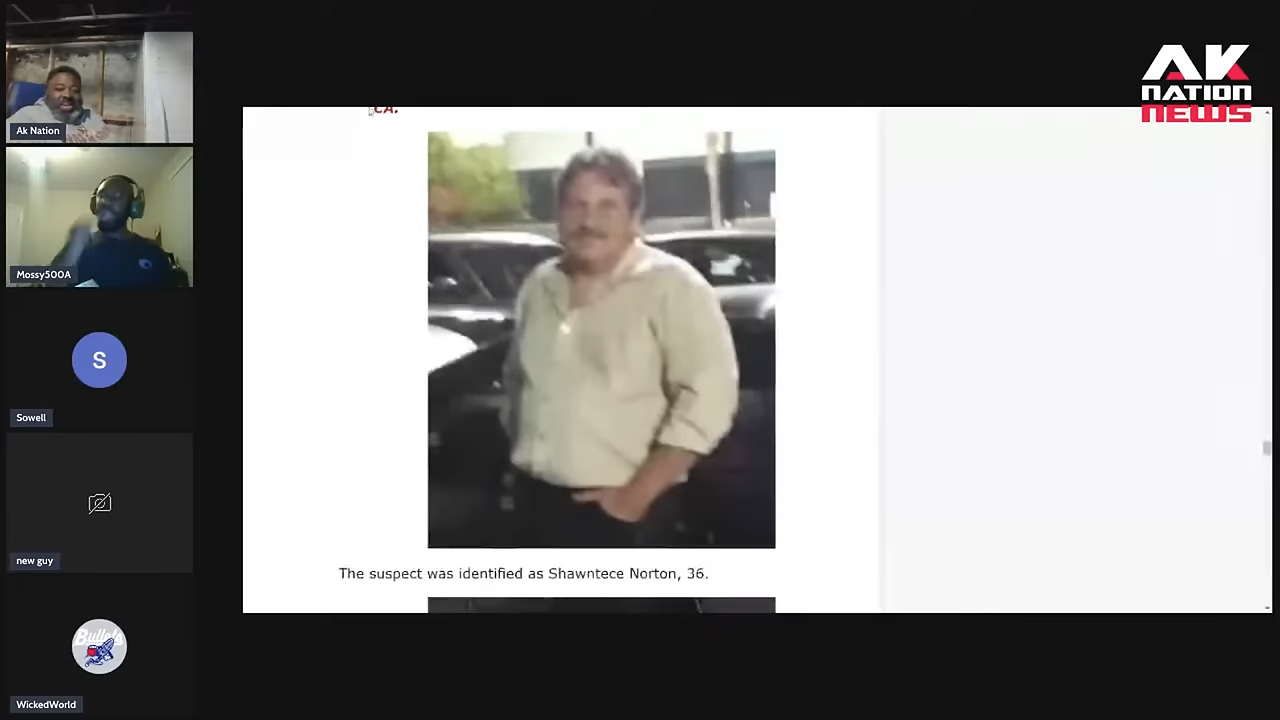 AK
NATION
NEWS
Ak Nation
CA.
Mossy500A
S
Sowell
new guy
The suspect was identified as Shawntece Norton, 36.
Bullets
WickedWorld